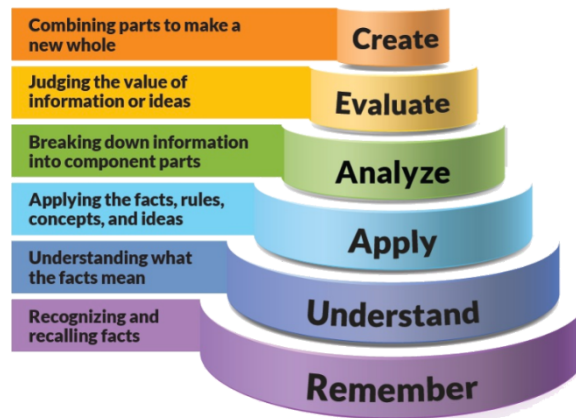 Combining parts to make a
new whole
Create
Judging the value of
information or ideas
Evaluate
Breaking down information
into component parts
Analyze
Applying the facts, rules,
concepts, and ideas
Apply
Understanding what
the facts mean
Understand
Recognizing and
recalling facts
Remember